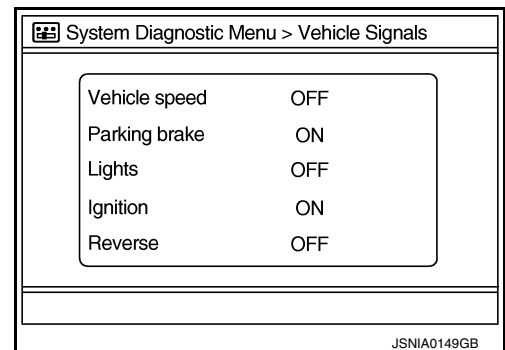 System Diagnostic Menu > Vehicle Signals
Vehicle speed OFF
Parking brake ON
Lights OFF
Ignition ON
Reverse OFF
JSNIA0149GB